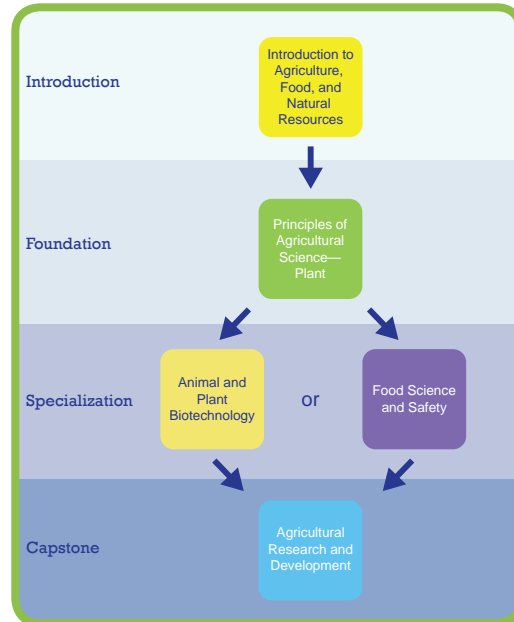 Introduction
Introduction to
Agriculture,
Food, and
Natural
Resources
Foundation
Principles of
Agricultural
Science—
Plant
Specialization
Animal and
Plant
Biotechnology
or
Food Science
and Safety
Capstone
Agricultural
Research and
Development